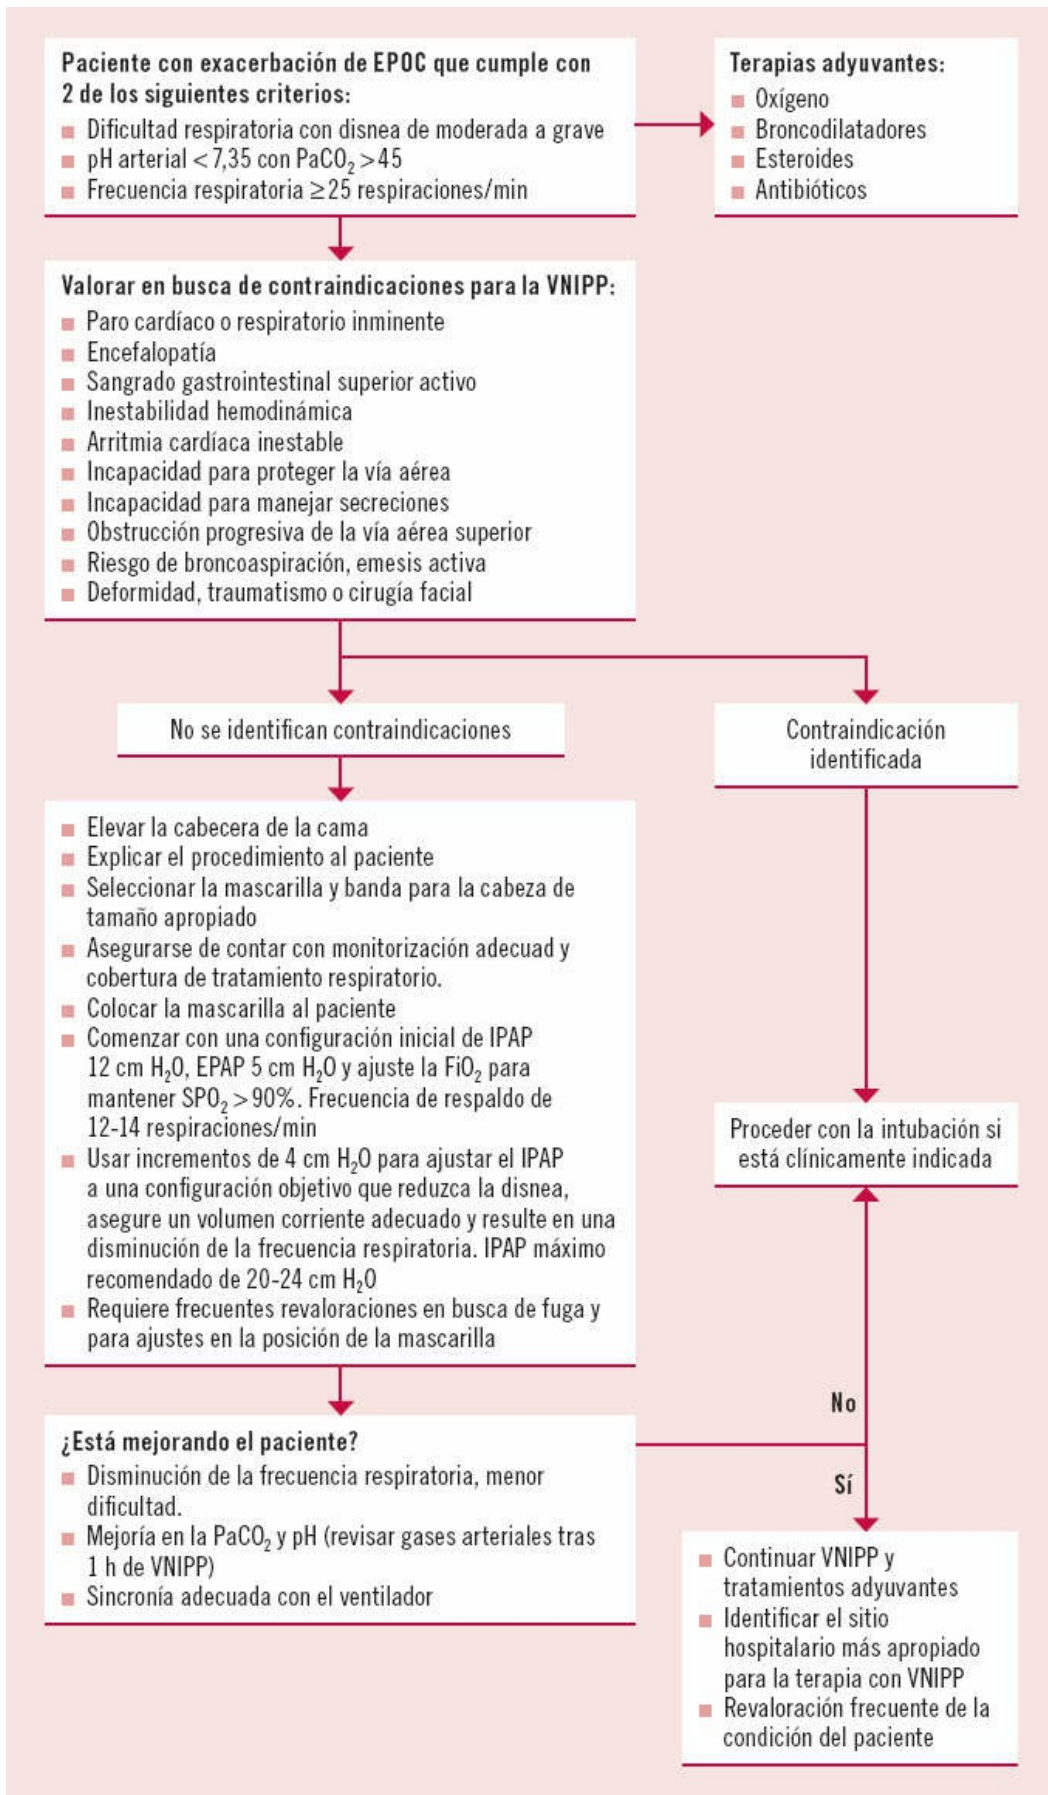 Paciente con exacerbación de EPOC que cumple con
2 de los siguientes criterios:
Dificultad respiratoria con disnea de moderada a grave
pH arterial <7,35 con PaCO₂ >45
Frecuencia respiratoria ≥25 respiraciones/min
Terapias adyuvantes:
Oxígeno
Broncodilatadores
Esteroides
Antibióticos
Valorar en busca de contraindicaciones para la VNIPP:
Paro cardíaco o respiratorio inminente
Encefalopatía
Sangrado gastrointestinal superior activo
Inestabilidad hemodinámica
Arritmia cardíaca inestable
Incapacidad para proteger la vía aérea
Incapacidad para manejar secreciones
Obstrucción progresiva de la vía aérea superior
Riesgo de broncoaspiración, emesis activa
Deformidad, traumatismo o cirugía facial
No se identifican contraindicaciones
Contraindicación
identificada
Elevar la cabecera de la cama
Explicar el procedimiento al paciente
Seleccionar la mascarilla y banda para la cabeza de
tamaño apropiado
Asegurarse de contar con monitorización adecuad y
cobertura de tratamiento respiratorio.
Colocar la mascarilla al paciente
Comenzar con una configuración inicial de IPAP
12 cm H₂O, EPAP 5 cm H₂O y ajuste la FiO₂ para
mantener SPO₂ >90%. Frecuencia de respaldo de
12-14 respiraciones/min
Usar incrementos de 4 cm H₂O para ajustar el IPAP
a una configuración objetivo que reduzca la disnea,
asegure un volumen corriente adecuado y resulte en una
disminución de la frecuencia respiratoria. IPAP máximo
recomendado de 20-24 cm H₂O
Requiere frecuentes revaloraciones en busca de fuga y
para ajustes en la posición de la mascarilla
Proceder con la intubación si
está clínicamente indicada
¿Está mejorando el paciente?
Disminución de la frecuencia respiratoria, menor
dificultad.
Mejoría en la PaCO₂ y pH (revisar gases arteriales tras
1 h de VNIPP)
Sincronía adecuada con el ventilador
No
Sí
Continuar VNIPP y
tratamientos adyuvantes
Identificar el sitio
hospitalario más apropiado
para la terapia con VNIPP
Revaloración frecuente de la
condición del paciente